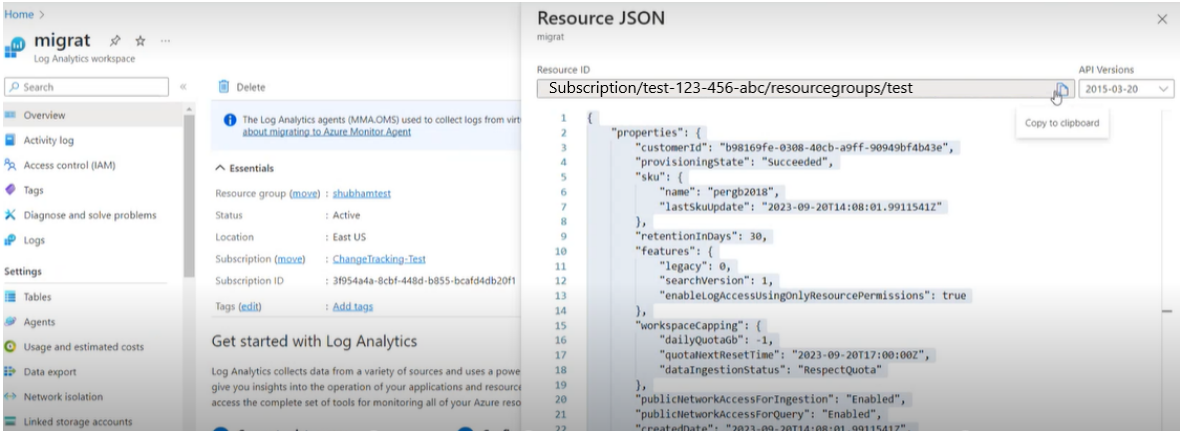 Home >
migrat
Log Analytics workspace
Search
Overview
Activity log
Access control (IAM)
Tags
Diagnose and solve problems
Logs
Settings
Tables
Agents
Usage and estimated costs
Data export
Network isolation
Linked storage accounts
Delete
The Log Analytics agents (MMA,OMS) used to collect logs from virt
about migrating to Azure Monitor Agent
Essentials
Resource group (move) : shubhamtest
Status : Active
Location : East US
Subscription (move) : ChangeTracking-Test
Subscription ID : 3f954a4a-8cbf-448d-b855-bcafd4db20f1
Tags (edit) : Add tags
Get started with Log Analytics
Log Analytics collects data from a variety of sources and uses a powe
give you insights into the operation of your applications and resource
access the complete set of tools for monitoring all of your Azure reso
Resource JSON
migrat
Resource ID
Subscription/test-123-456-abc/resourcegroups/test
API Versions
2015-03-20
Copy to clipboard
1 {
2 "properties": {
3 "customerId": "b98169fe-0308-40cb-a9ff-90949bf4b43e",
4 "provisioningState": "Succeeded",
5 "sku": {
6 "name": "pergb2018",
7 "lastSkuUpdate": "2023-09-20T14:08:01.9911541Z"
8 },
9 "retentionInDays": 30,
10 "features": {
11 "legacy": 0,
12 "searchVersion": 1,
13 "enableLogAccessUsingOnlyResourcePermissions": true
14 },
15 "workspaceCapping": {
16 "dailyQuotaGb": -1,
17 "quotaNextResetTime": "2023-09-20T17:00:00Z",
18 "dataIngestionStatus": "RespectQuota"
19 },
20 "publicNetworkAccessForIngestion": "Enabled",
21 "publicNetworkAccessForQuery": "Enabled",
22 "createdDate": "2023-09-20T14:08:01.9911541Z",